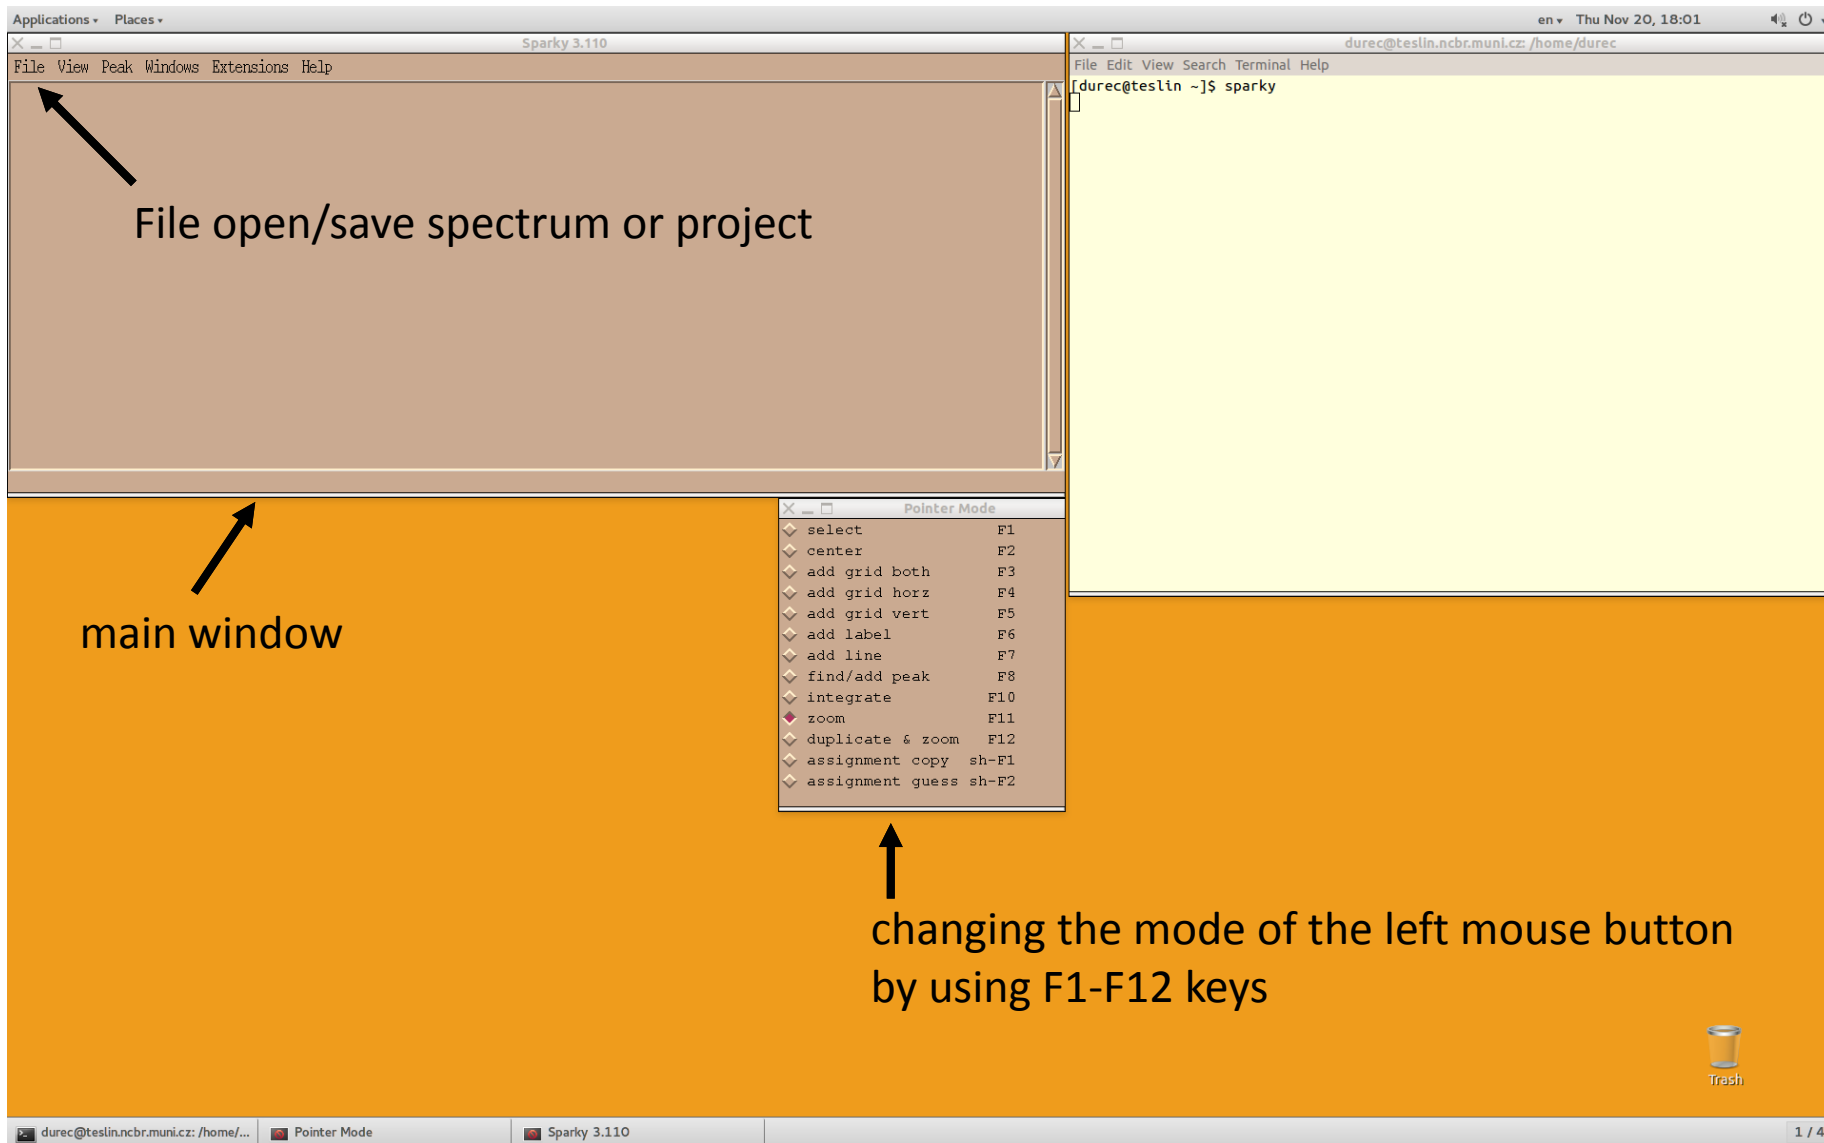 Applications Places en Thu Nov 20, 18:01
Sparky 3.110
File View Peak Windows Extensions Help
File open/save spectrum or project
main window
durec@teslin.ncbr.muni.cz: /home/durec
File Edit View Search Terminal Help
[durec@teslin ~]$ sparky
Pointer Mode
select F1
center F2
add grid both F3
add grid horz F4
add grid vert F5
add label F6
add line F7
find/add peak F8
integrate F10
zoom F11
duplicate & zoom F12
assignment copy sh-F1
assignment guess sh-F2
changing the mode of the left mouse button
by using F1-F12 keys
Trash
durec@teslin.ncbr.muni.cz: /home/... Pointer Mode Sparky 3.110 1 / 4